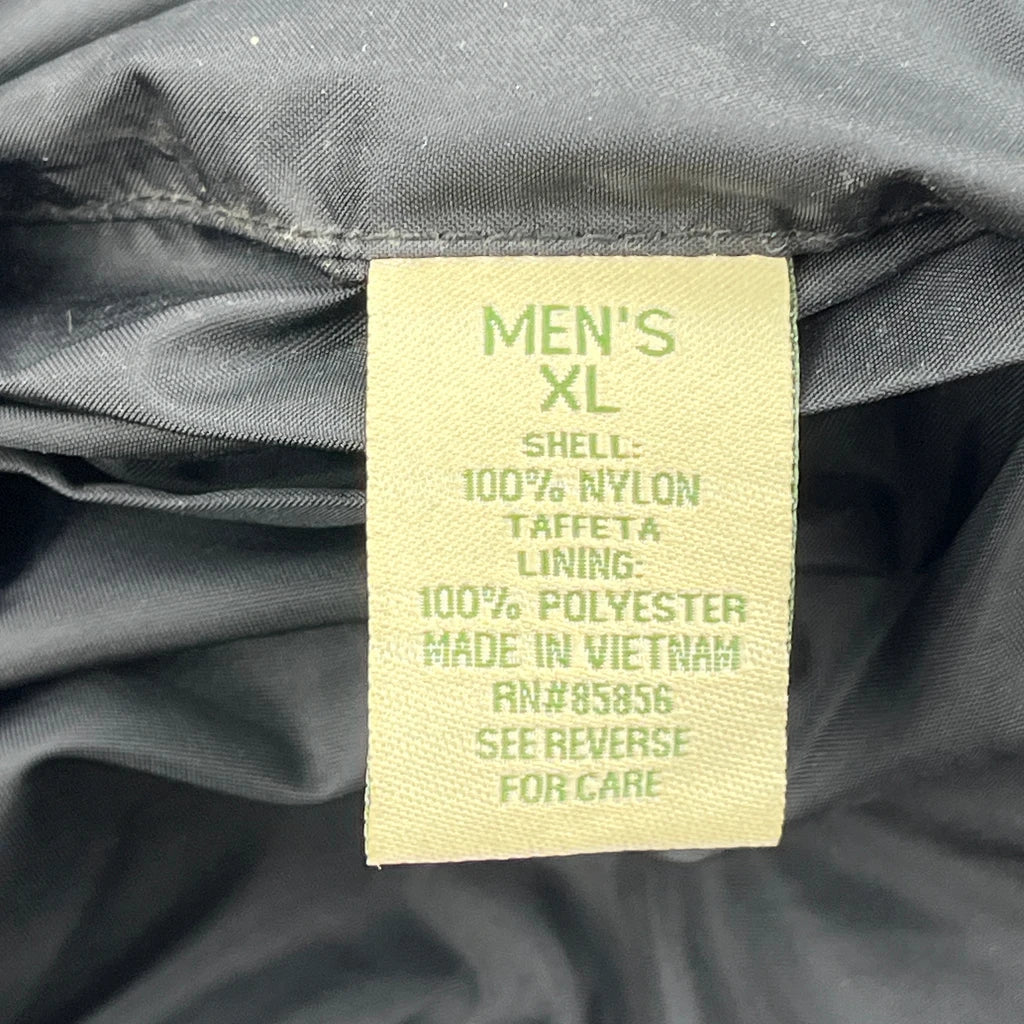 MEN'S
XL
SHELL:
100% NYLON
TAFFETA
LINING:
100% POLYESTER
MADE IN VIETNAM
RN#85856
SEE REVERSE
FOR CARE